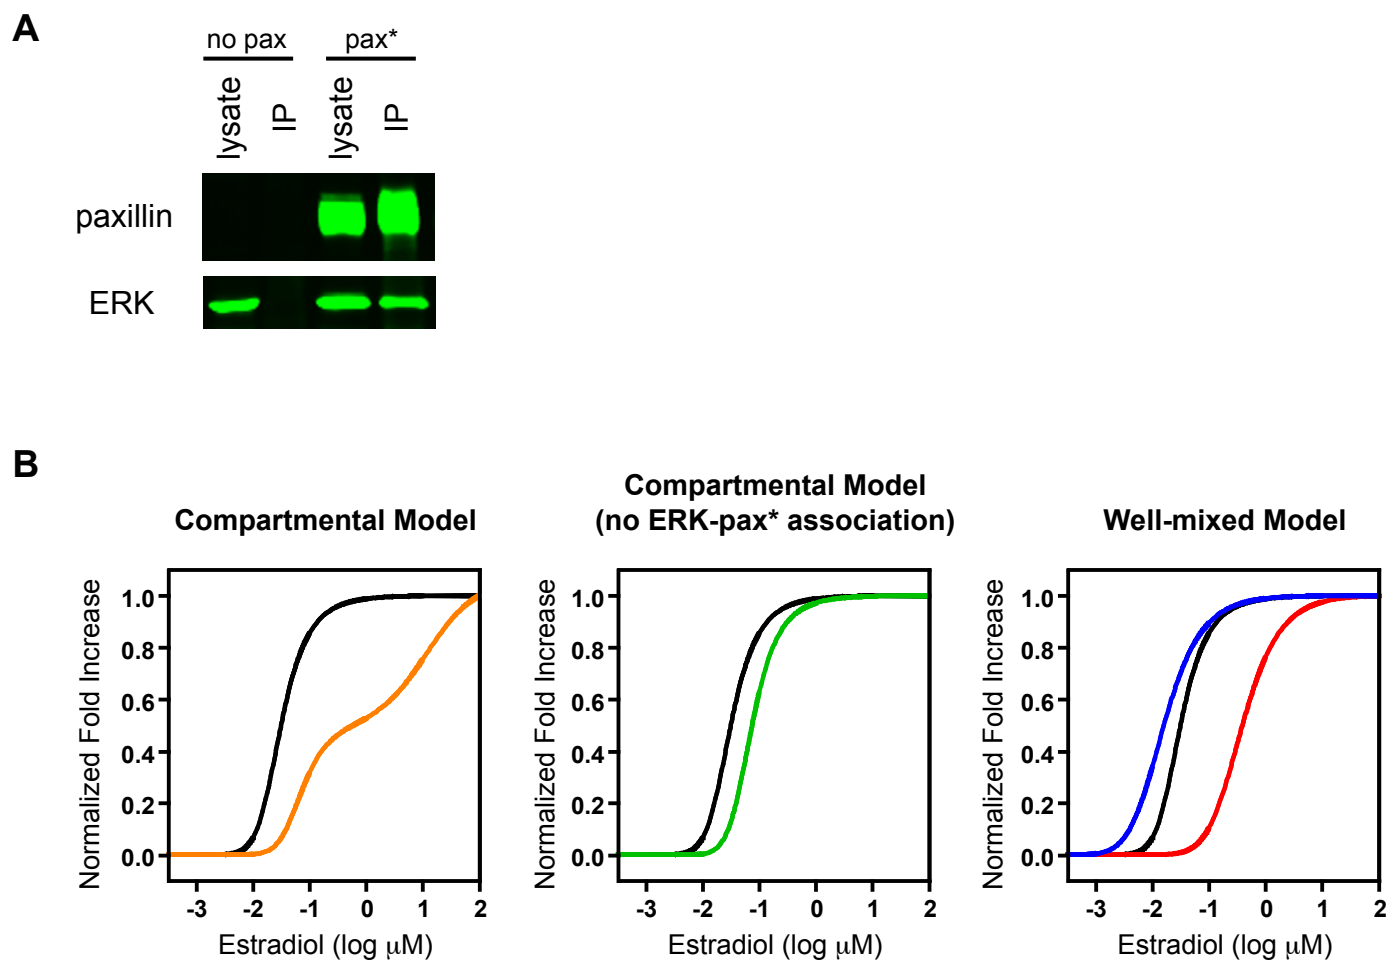 A
no pax
pax*
lysate
IP
lysate
IP
paxillin
ERK
B
Compartmental Model
Compartmental Model
(no ERK-pax* association)
Well-mixed Model
Normalized Fold Increase
1.0
0.8
0.6
0.4
0.2
0.0
-3 -2 -1 0 1 2
Estradiol (log μM)
Normalized Fold Increase
1.0
0.8
0.6
0.4
0.2
0.0
-3 -2 -1 0 1 2
Estradiol (log μM)
Normalized Fold Increase
1.0
0.8
0.6
0.4
0.2
0.0
-3 -2 -1 0 1 2
Estradiol (log μM)